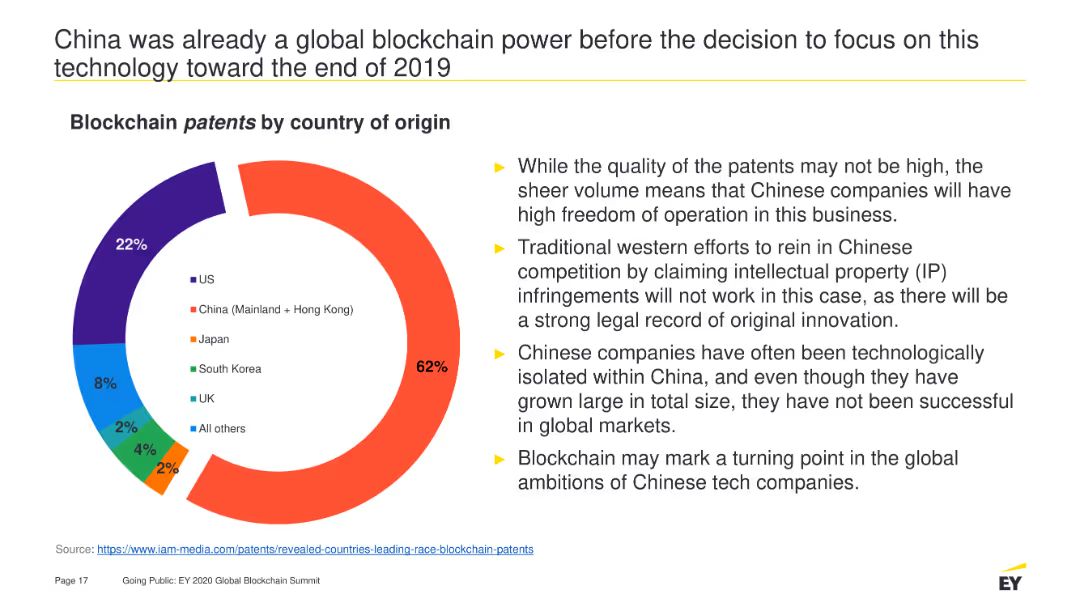 China was already a global blockchain power before the decision to focus on this
technology toward the end of 2019
Blockchain patents by country of origin
22%
62%
8%
2%
4%
2%
US
China (Mainland + Hong Kong)
Japan
South Korea
UK
All others
► While the quality of the patents may not be high, the
sheer volume means that Chinese companies will have
high freedom of operation in this business.
► Traditional western efforts to rein in Chinese
competition by claiming intellectual property (IP)
infringements will not work in this case, as there will be
a strong legal record of original innovation.
► Chinese companies have often been technologically
isolated within China, and even though they have
grown large in total size, they have not been successful
in global markets.
► Blockchain may mark a turning point in the global
ambitions of Chinese tech companies.
Source: https://www.iam-media.com/patents/revealed-countries-leading-race-blockchain-patents
Page 17 Going Public: EY 2020 Global Blockchain Summit
EY